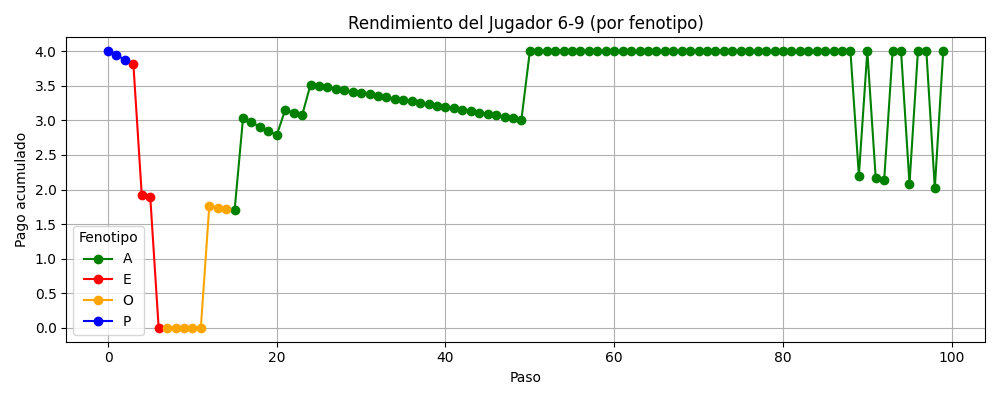 Rendimiento del Jugador 6-9 (por fenotipo)
Pago acumulado
4.0
3.5
3.0
2.5
2.0
1.5
1.0
0.5
0.0
Fenotipo
A
E
O
P
0 20 40 60 80 100
Paso